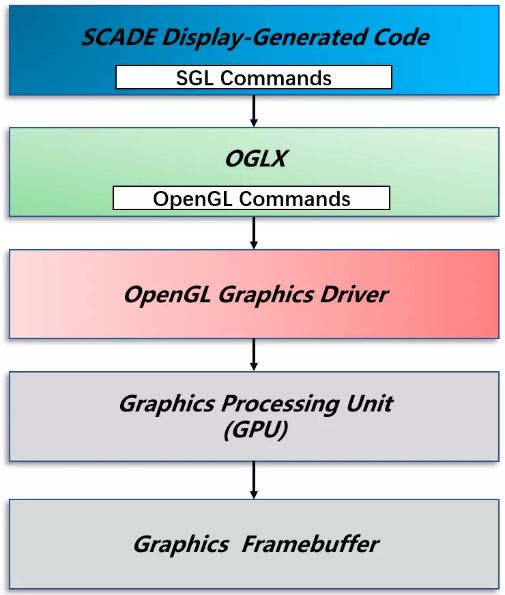 SCADE Display-Generated Code
SGL Commands
OGLX
OpenGL Commands
OpenGL Graphics Driver
Graphics Processing Unit
(GPU)
Graphics Framebuffer